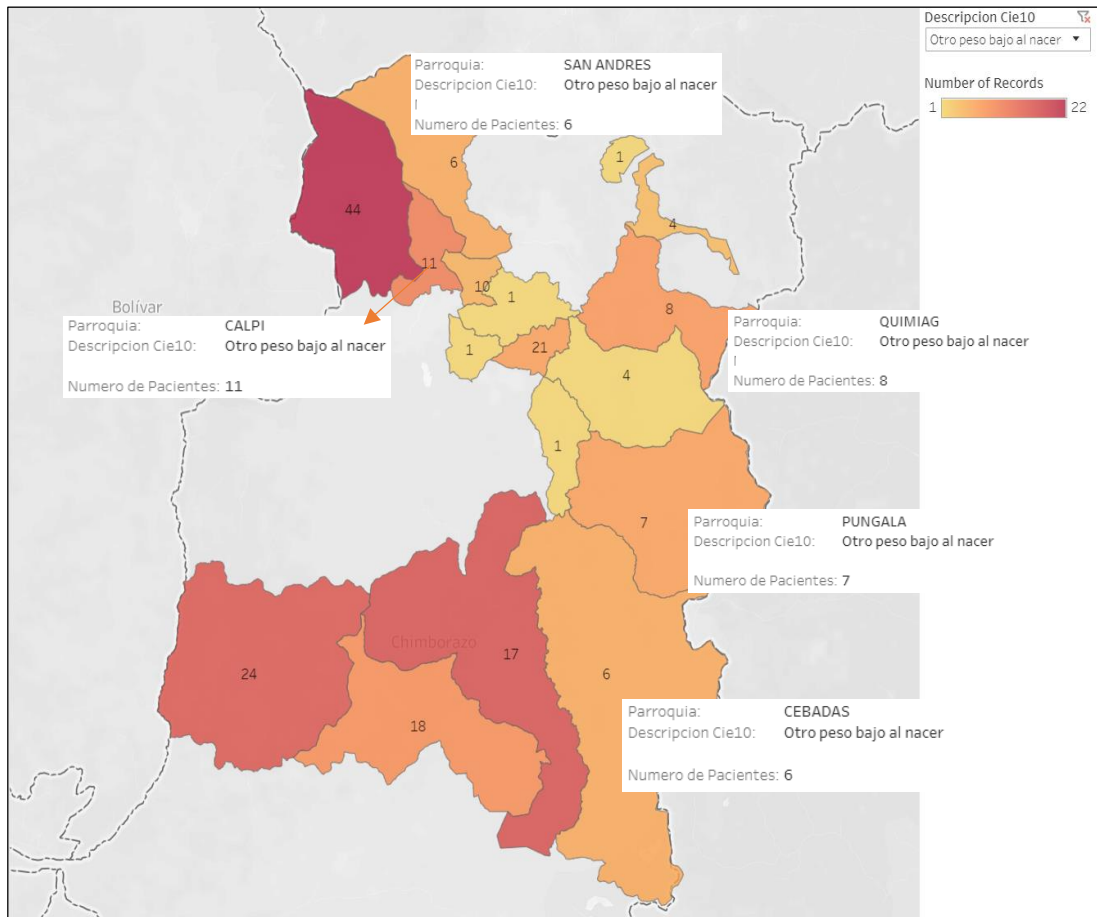 Descripcion Cie10
Otro peso bajo al nacer
Number of Records
1 22
Parroquia: SAN ANDRES
Descripcion Cie10: Otro peso bajo al nacer
Numero de Pacientes: 6
6
1
44
4
11
10
1
8
Bolívar
Parroquia: CALPI
Descripcion Cie10: Otro peso bajo al nacer
Numero de Pacientes: 11
Parroquia: QUIMIAG
Descripcion Cie10: Otro peso bajo al nacer
Numero de Pacientes: 8
1
21
4
1
7
Parroquia: PUNGALA
Descripcion Cie10: Otro peso bajo al nacer
Numero de Pacientes: 7
Chimborazo
17
24
6
18
Parroquia: CEBADAS
Descripcion Cie10: Otro peso bajo al nacer
Numero de Pacientes: 6